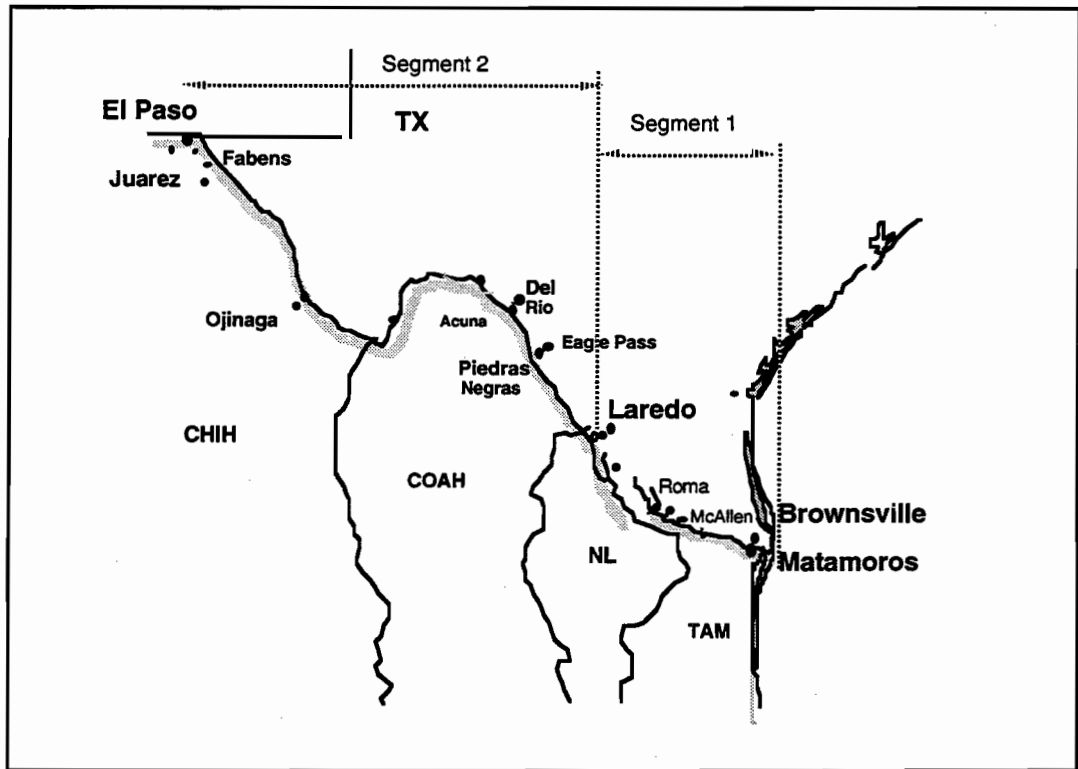 Segment 2
El Paso
TX
Segment 1
Fabens
Juarez
Del
Rio
Ojinaga
Acuna
Eagle Pass
Piedras
Negras
Laredo
CHIH
COAH
Roma
McAllen
Brownsville
NL
Matamoros
TAM